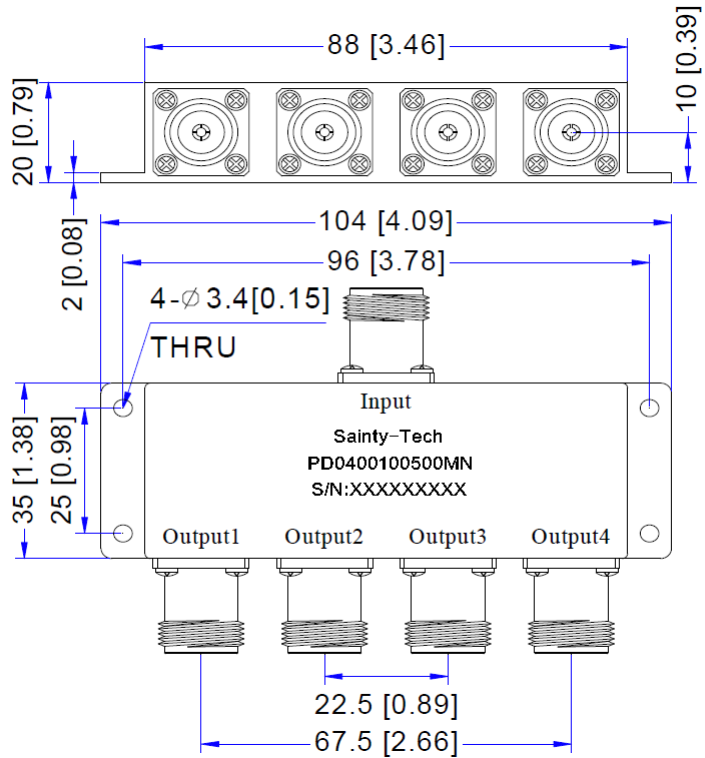 88 [3.46]
10 [0.39]
20 [0.79]
2 [0.08]
104 [4.09]
96 [3.78]
4-∅ 3.4[0.15]
THRU
Input
Sainty-Tech
PD0400100500MN
S/N:XXXXXXXXX
35 [1.38]
25 [0.98]
Output1 Output2 Output3 Output4
22.5 [0.89]
67.5 [2.66]